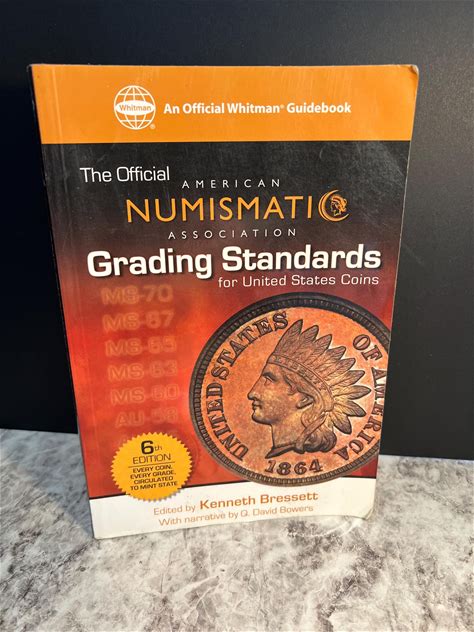 Whitman
An Official Whitman® Guidebook
The Official
AMERICAN
NUMISMATIC
ASSOCIATION
Grading Standards
for United States Coins
MS-70
MS-67
MS-65
MS-63
MS-60
AU-58
UNITED STATES OF AMERICA
1864
6th
EDITION
EVERY COIN,
EVERY GRADE,
CIRCULATED
TO MINT STATE
Edited by Kenneth Bressett
With narrative by Q. David Bowers